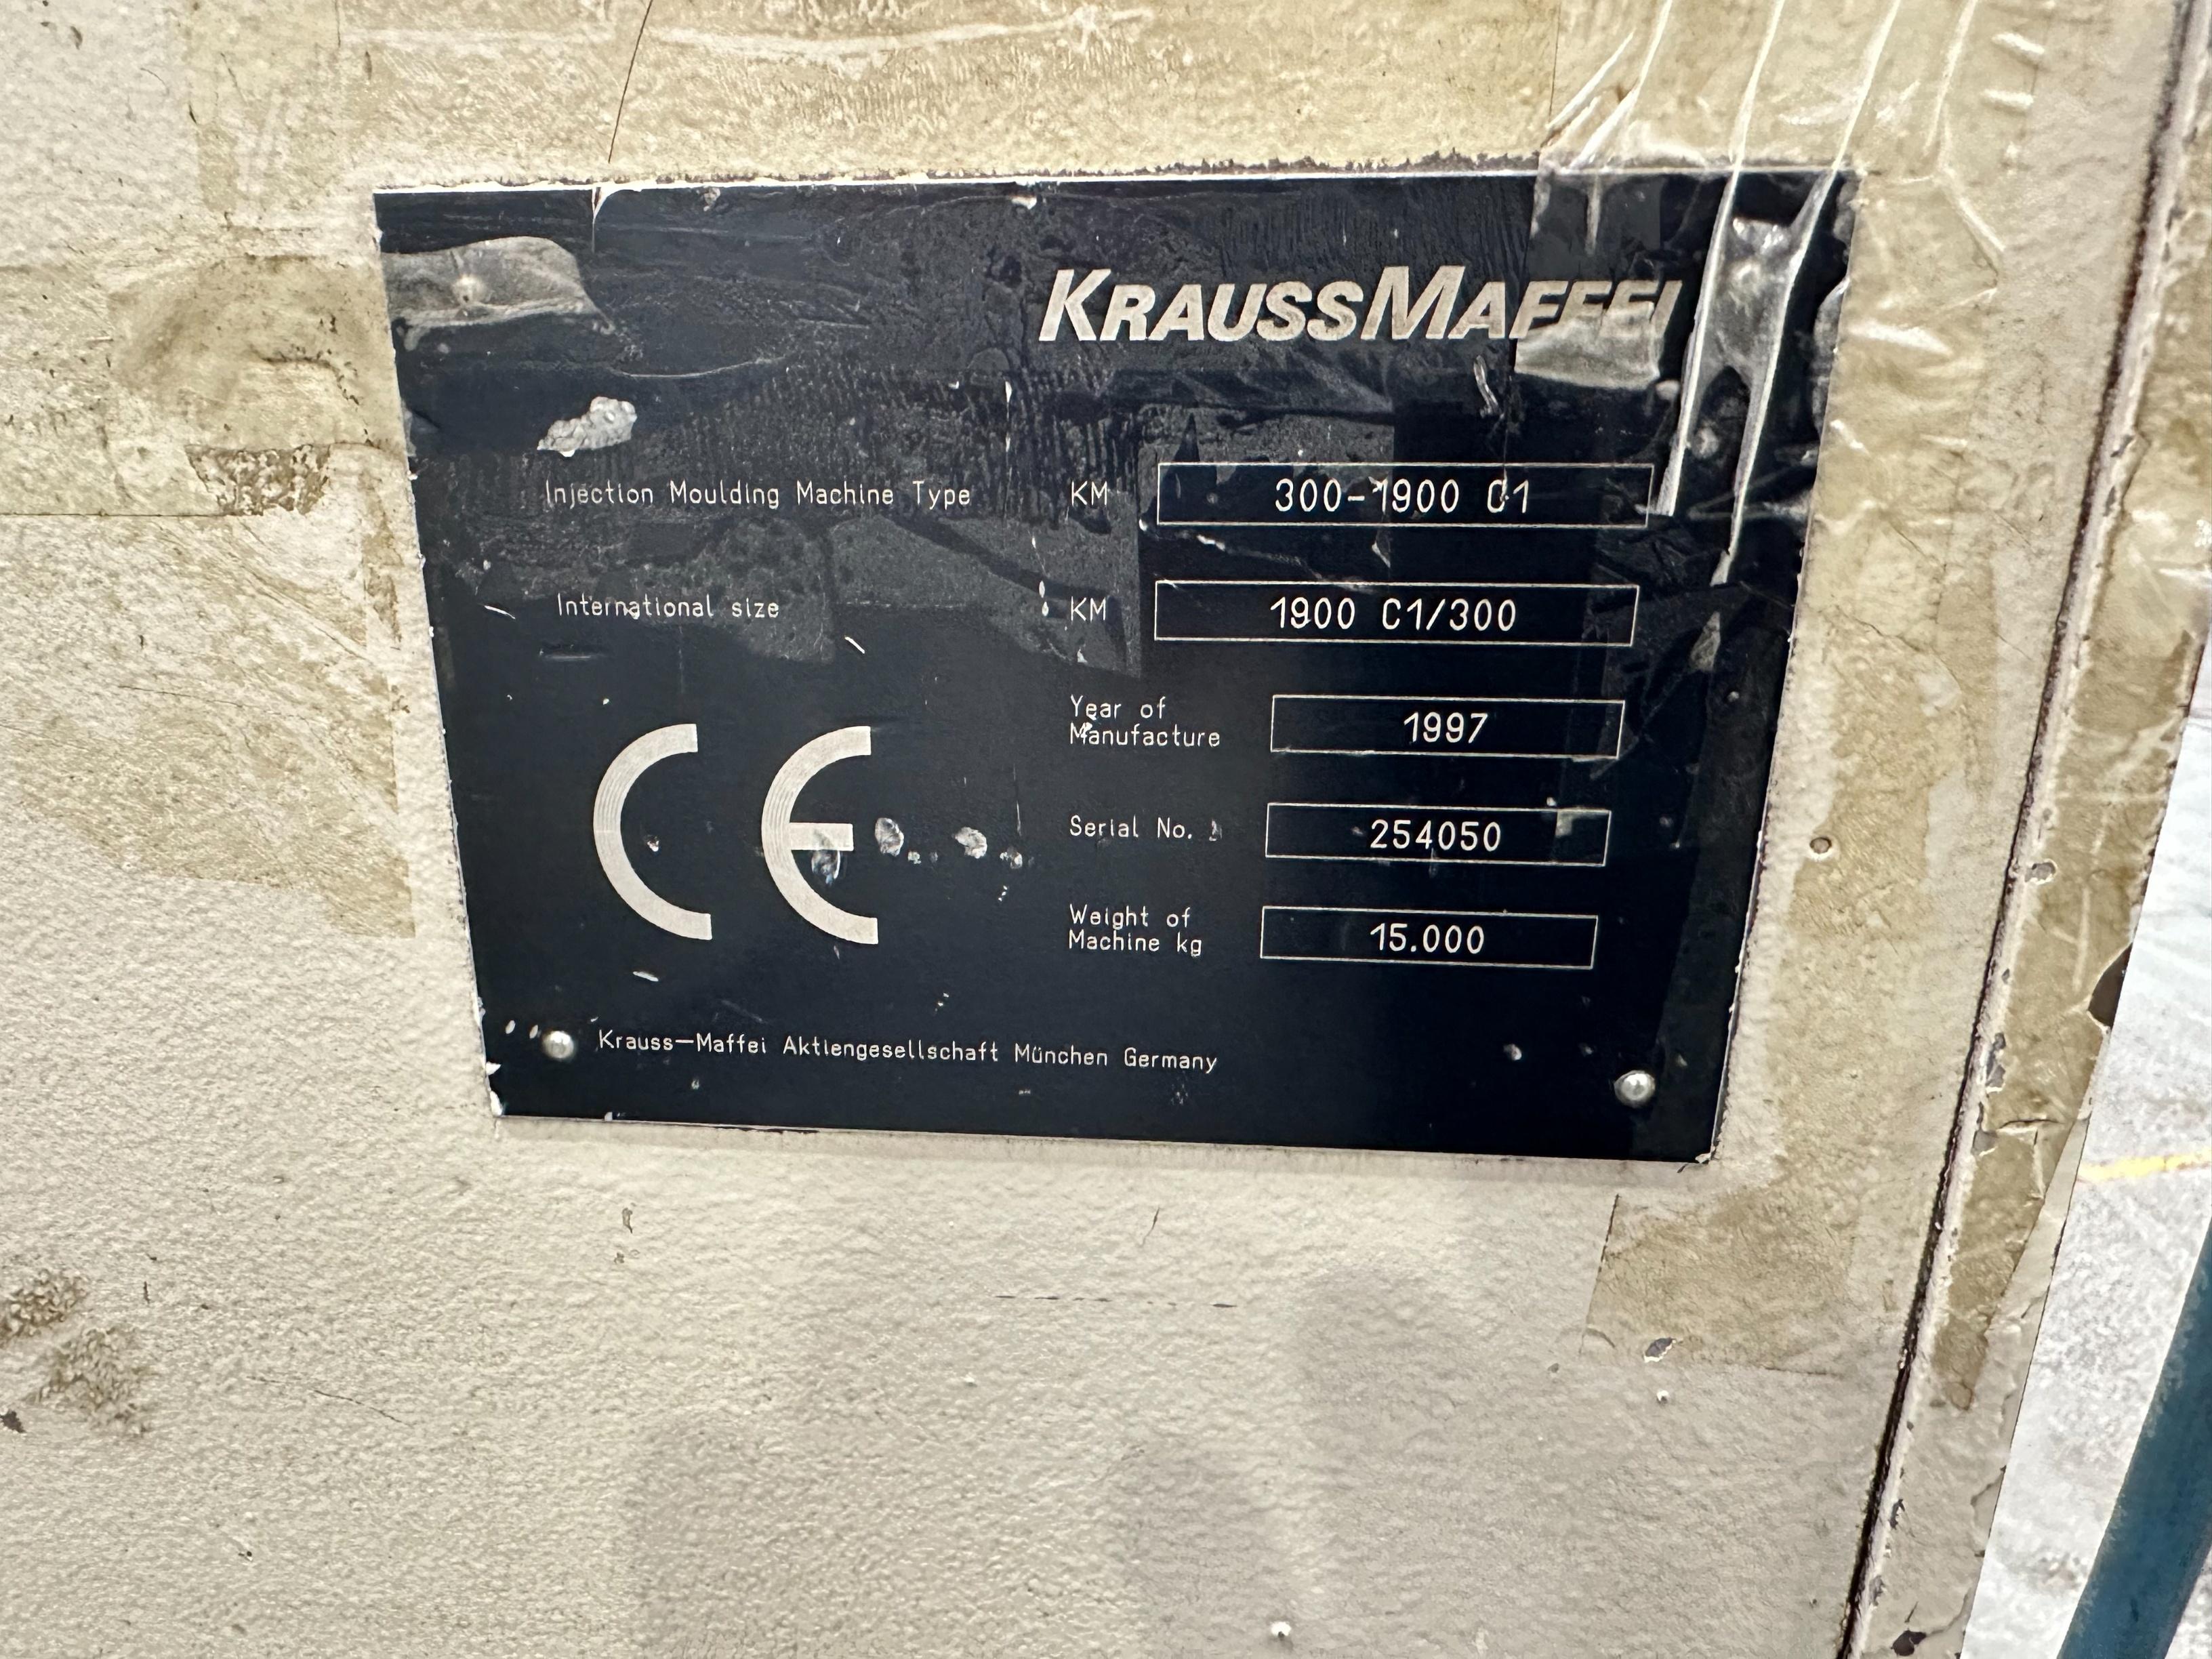 KRAUSSMAFFEI
Injection Moulding Machine Type KM 300-1900 C1
International size KM 1900 C1/300
Year of
Manufacture 1997
CE
Serial No. 254050
Weight of
Machine kg 15.000
Krauss-Maffei Aktiengesellschaft München Germany